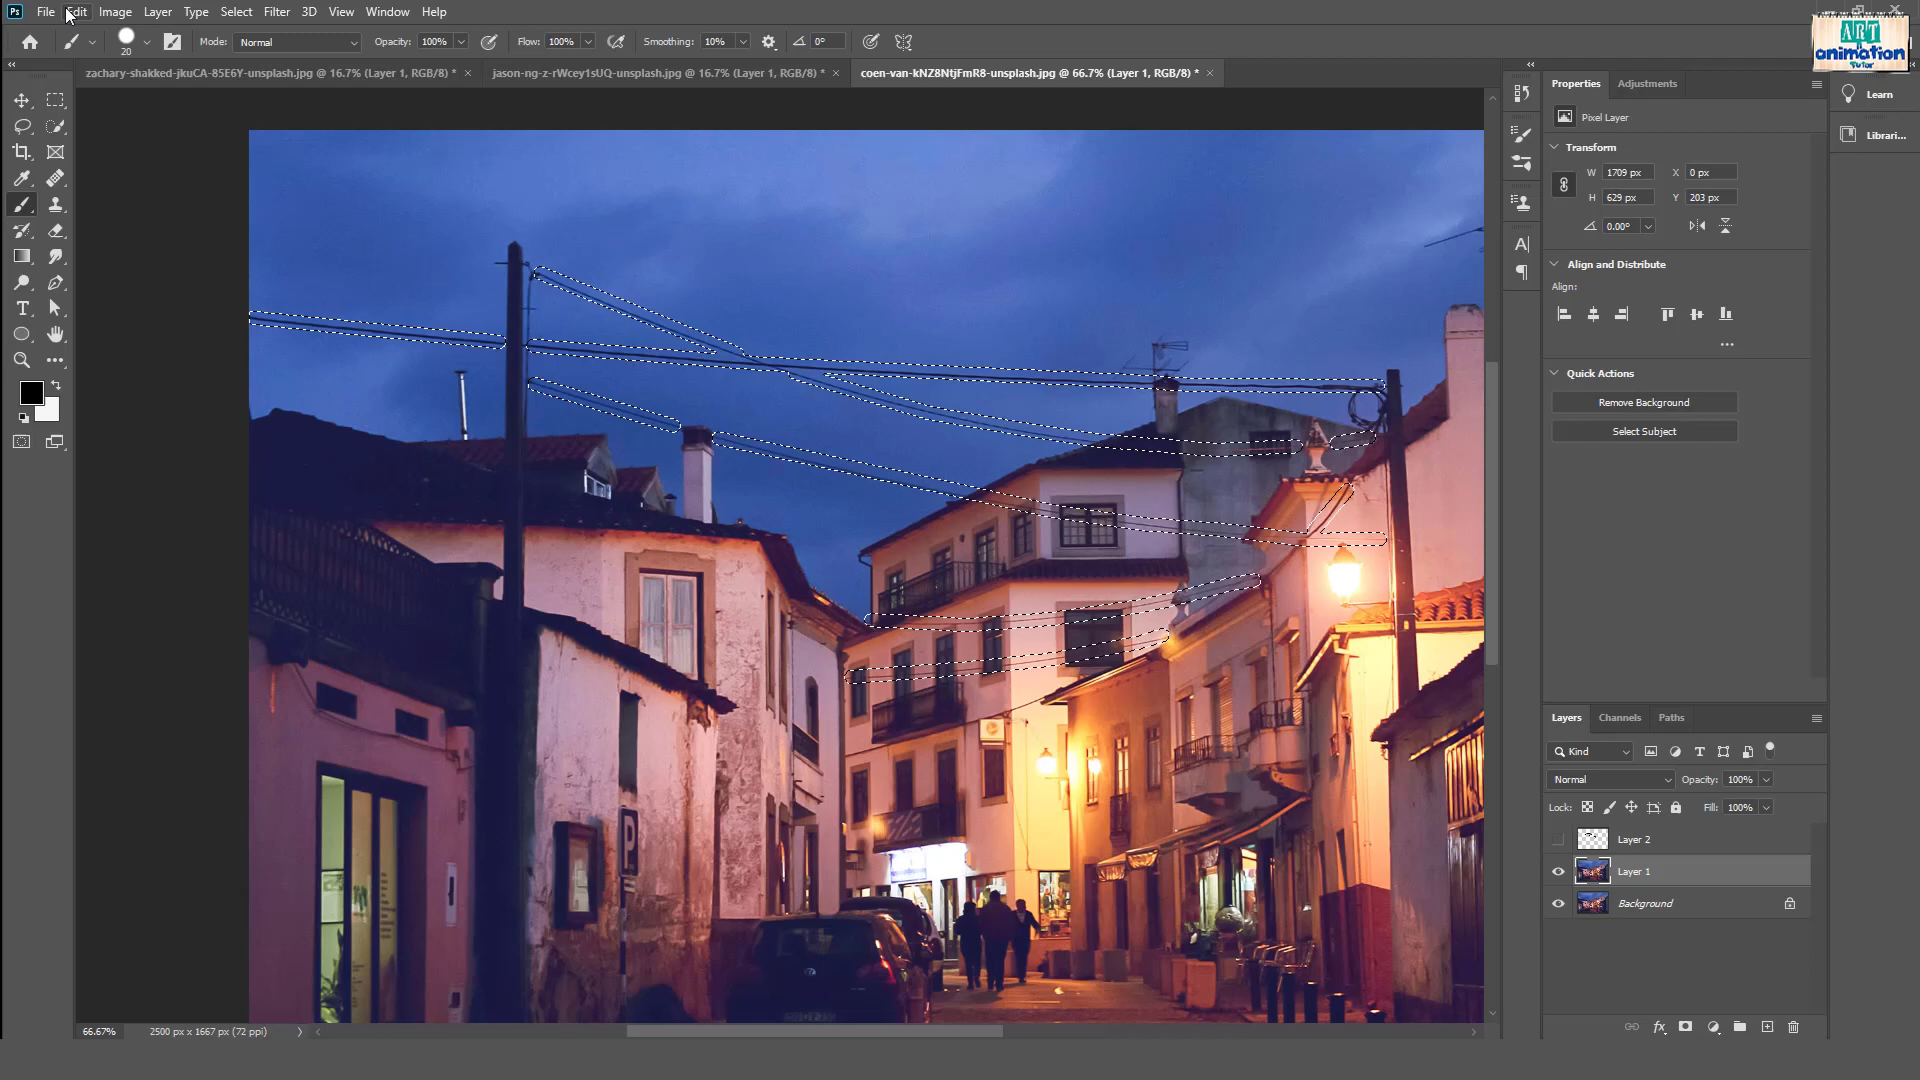 Ps File Edit Image Layer Type Select Filter 3D View Window Help
20 Mode: Normal Opacity: 100% Flow: 100% Smoothing: 10% 0°
ART
animation
Tutor
zachary-shakked-jkuCA-85E6Y-unsplash.jpg @ 16.7% (Layer 1, RGB/8) * × jason-ng-z-rWcey1sUQ-unsplash.jpg @ 16.7% (Layer 1, RGB/8) * × coen-van-kNZ8NtjFmR8-unsplash.jpg @ 66.7% (Layer 1, RGB/8) * ×
Properties Adjustments
Learn
Pixel Layer
Librari...
Transform
W 1709 px X 0 px
H 629 px Y 203 px
0.00°
Align and Distribute
Align:
Quick Actions
Remove Background
Select Subject
P
Layers Channels Paths
Kind
Normal Opacity: 100%
Lock: Fill: 100%
Layer 2
Layer 1
Background
66.67% 2500 px x 1667 px (72 ppi)